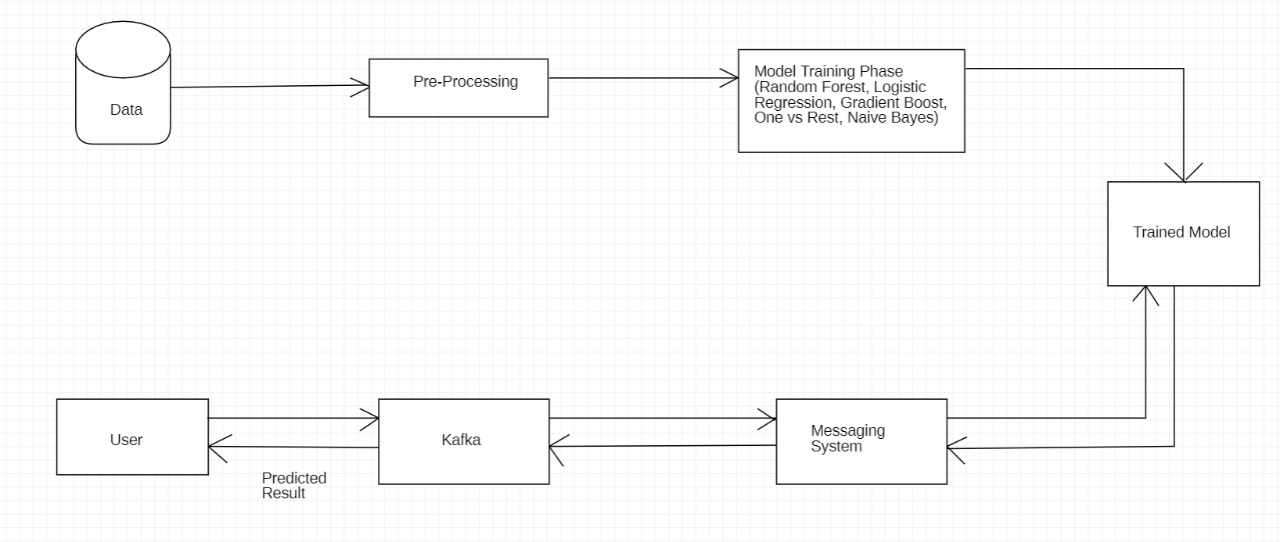 Data
Pre-Processing
Model Training Phase
(Random Forest, Logistic
Regression, Gradient Boost,
One vs Rest, Naive Bayes)
Trained Model
User
Kafka
Messaging
System
Predicted
Result